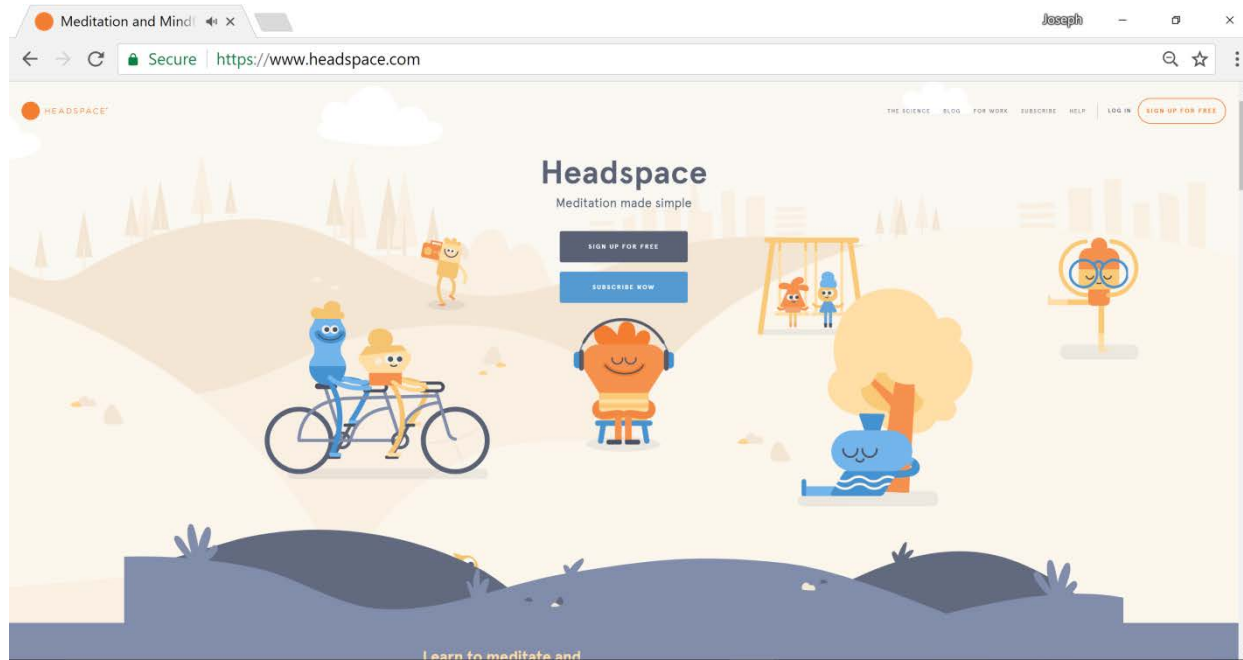 Meditation and Mind
Joseph
Secure https://www.headspace.com
HEADSPACE
THE SCIENCE BLOG FOR WORK SUBSCRIBE HELP LOG IN SIGN UP FOR FREE
Headspace
Meditation made simple
SIGN UP FOR FREE
SUBSCRIBE NOW
Learn to meditate and